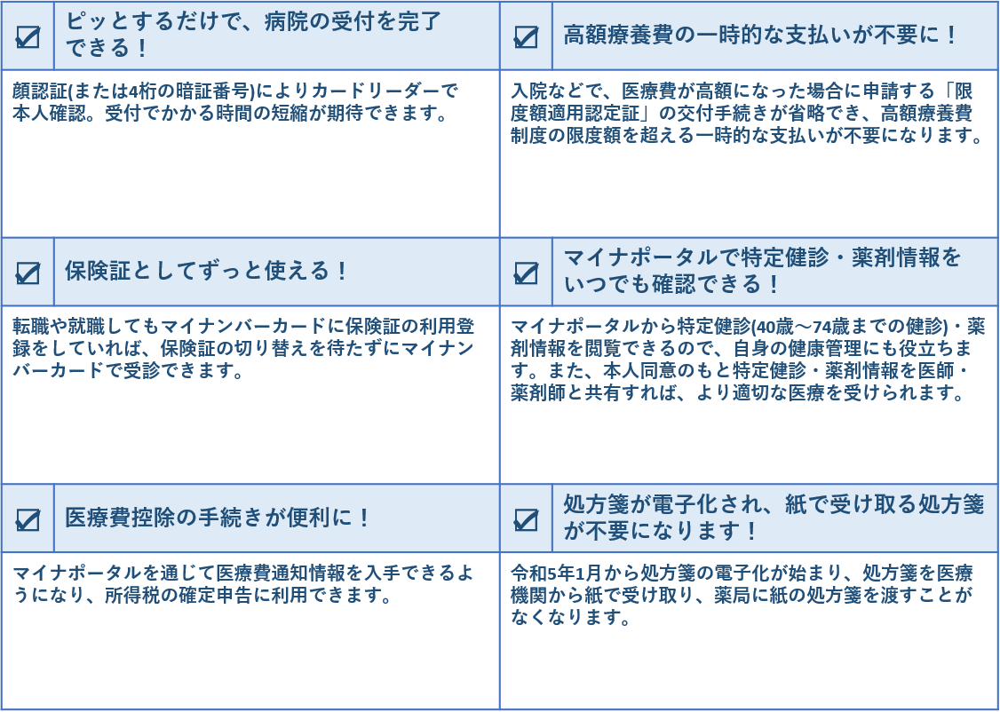 ピッとするだけで、病院の受付を完了
できる！
顔認証(または4桁の暗証番号)によりカードリーダーで
本人確認。受付でかかる時間の短縮が期待できます。
高額療養費の一時的な支払いが不要に！
入院などで、医療費が高額になった場合に申請する「限
度額適用認定証」の交付手続きが省略でき、高額療養費
制度の限度額を超える一時的な支払いが不要になります。
保険証としてずっと使える！
転職や就職してもマイナンバーカードに保険証の利用登
録をしていれば、保険証の切り替えを待たずにマイナン
バーカードで受診できます。
マイナポータルで特定健診・薬剤情報を
いつでも確認できる！
マイナポータルから特定健診(40歳～74歳までの健診)・薬
剤情報を閲覧できるので、自身の健康管理にも役立ちま
す。また、本人同意のもと特定健診・薬剤情報を医師・
薬剤師と共有すれば、より適切な医療を受けられます。
医療費控除の手続きが便利に！
マイナポータルを通じて医療費通知情報を入手できるよ
うになり、所得税の確定申告に利用できます。
処方箋が電子化され、紙で受け取る処方箋
が不要になります！
令和5年1月から処方箋の電子化が始まり、処方箋を医療
機関から紙で受け取り、薬局に紙の処方箋を渡すことが
なくなります。